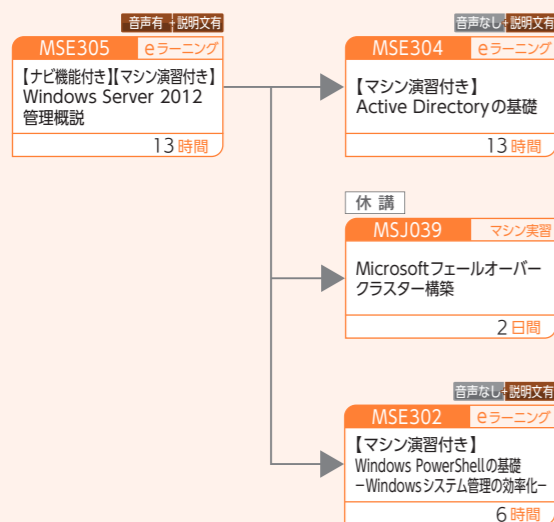 音声有+説明文有
MSE305 eラーニング
【ナビ機能付き】【マシン演習付き】
Windows Server 2012
管理概説
13時間
音声なし+説明文有
MSE304 eラーニング
【マシン演習付き】
Active Directoryの基礎
13時間
休講
MSJ039 マシン実習
Microsoftフェールオーバー
クラスター構築
2日間
音声なし+説明文有
MSE302 eラーニング
【マシン演習付き】
Windows PowerShellの基礎
−Windowsシステム管理の効率化−
6時間